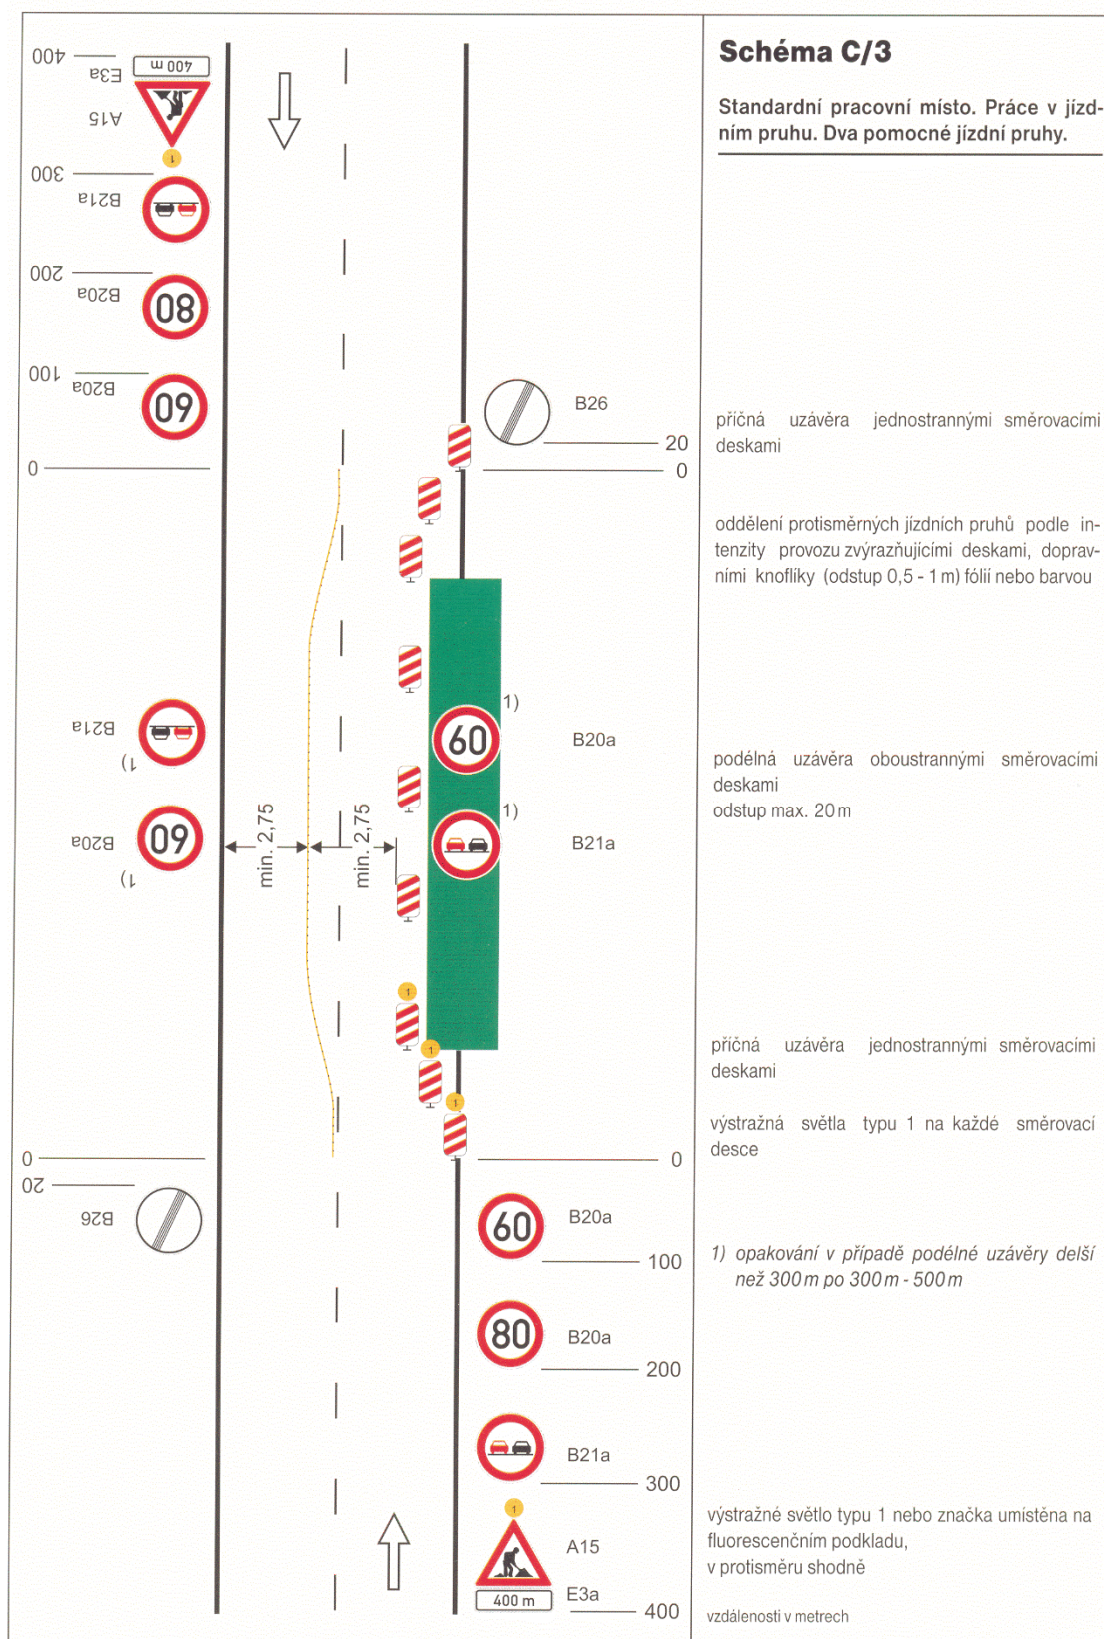 Schéma C/3
Standardní pracovní místo. Práce v jízd-
ním pruhu. Dva pomocné jízdní pruhy.
400
E3a
400 m
A15
1
300
B21a
200
B20a
80
100
B20a
60
0
B26
20
0
příčná uzávěra jednostrannými směrovacími
deskami
oddělení protisměrných jízdních pruhů podle in-
tenzity provozu zvýrazňujícími deskami, doprav-
ními knoflíky (odstup 0,5 - 1 m) fólií nebo barvou
B21a
1)
1)
60
B20a
podélná uzávěra oboustrannými směrovacími
deskami
odstup max. 20 m
B20a
60
1)
min. 2,75
min. 2,75
1)
B21a
1
1
1
příčná uzávěra jednostrannými směrovacími
deskami
výstražná světla typu 1 na každé směrovací
desce
0
0
20
B26
60
B20a
100
1) opakování v případě podélné uzávěry delší
než 300 m po 300 m - 500 m
80
B20a
200
B21a
300
1
A15
400 m
E3a
400
výstražné světlo typu 1 nebo značka umístěna na
fluorescenčním podkladu,
v protisměru shodně
vzdálenosti v metrech